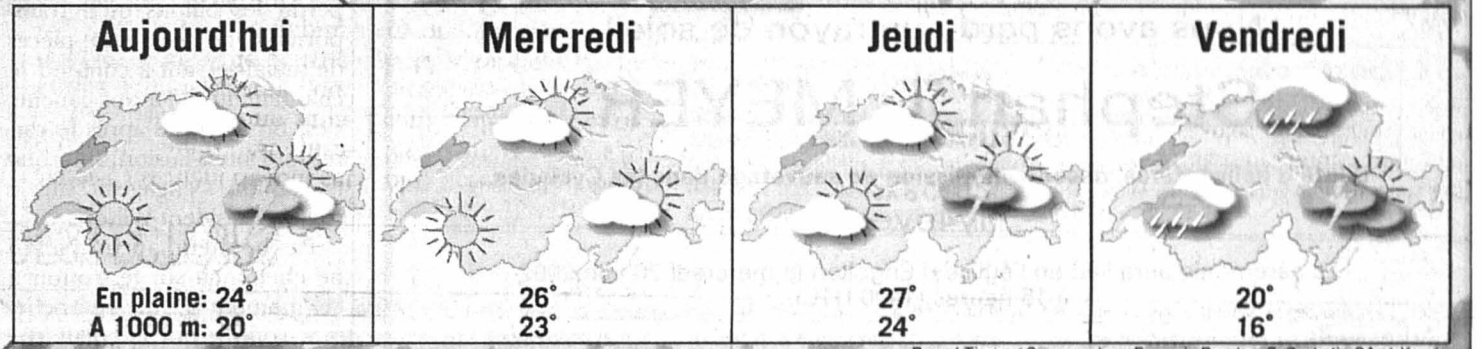 Aujourd'hui
En plaine: 24°
A 1000 m: 20°
Mercredi
26°
23°
Jeudi
27°
24°
Vendredi
20°
16°